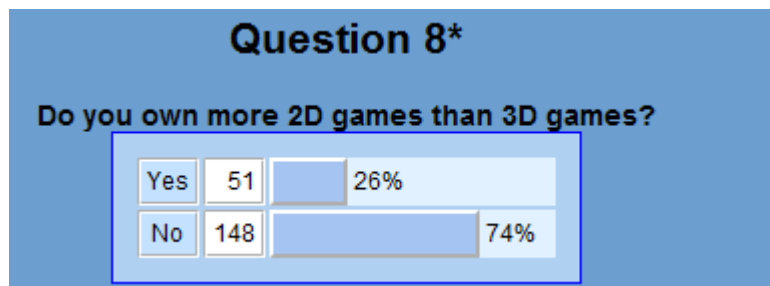 Question 8*
Do you own more 2D games than 3D games?
Yes 51 26%
No 148 74%